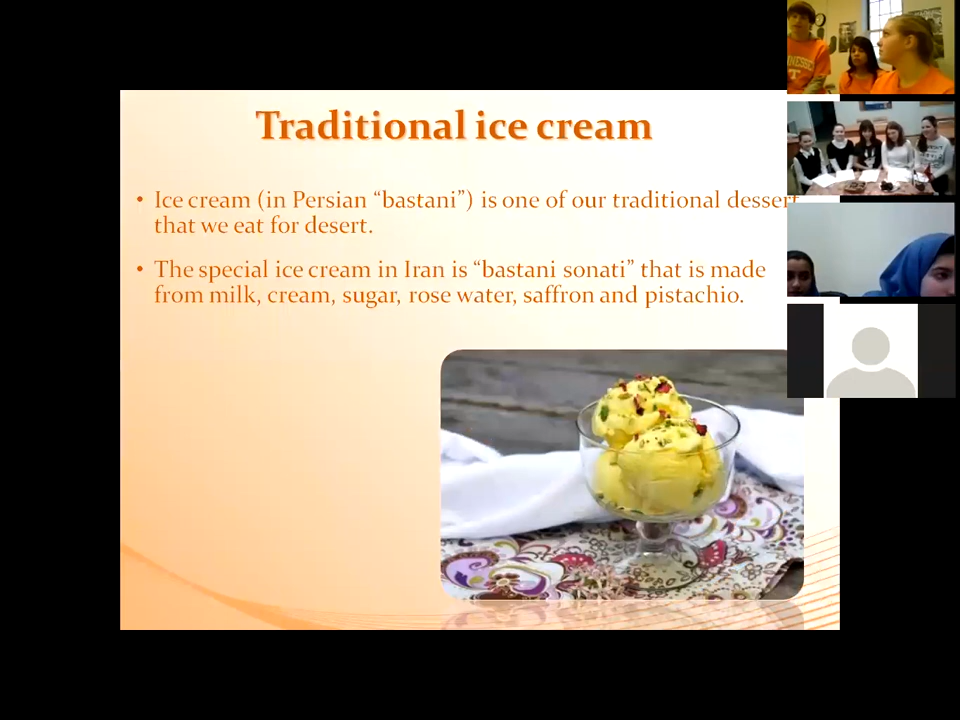 Traditional ice cream
• Ice cream (in Persian “bastani”) is one of our traditional dessert
that we eat for desert.
• The special ice cream in Iran is “bastani sonati” that is made
from milk, cream, sugar, rose water, saffron and pistachio.